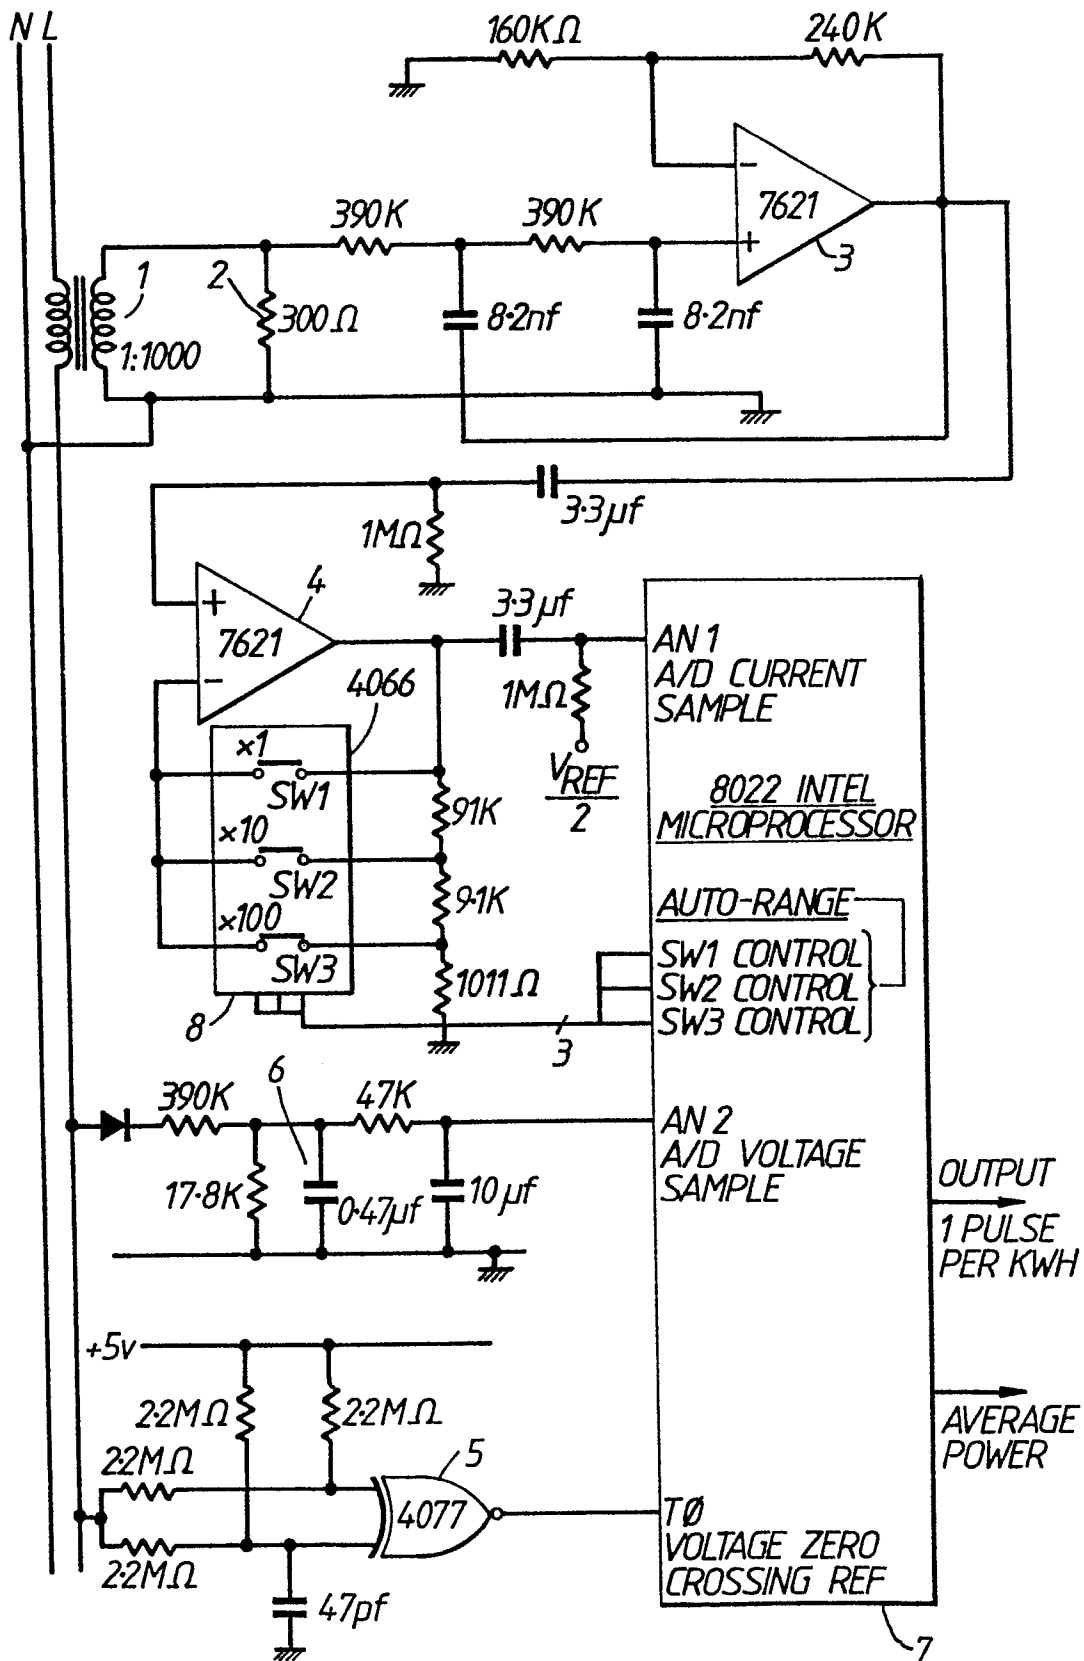 N L
160KΩ
240K
390K
390K
7621
3
1
2
300Ω
8·2nf
8·2nf
1:1000
3·3μf
1MΩ
4
7621
3·3μf
AN 1
A/D CURRENT
SAMPLE
4066
1MΩ
VREF
2
×1
SW1
91K
8022 INTEL
MICROPROCESSOR
×10
SW2
9·1K
AUTO-RANGE
×100
SW3
1011Ω
SW1 CONTROL
SW2 CONTROL
SW3 CONTROL
8
3
6
390K
47K
AN 2
A/D VOLTAGE
SAMPLE
17·8K
0·47μf
10μf
OUTPUT
1 PULSE
PER KWH
+5v
2·2MΩ
2·2MΩ
AVERAGE
POWER
2·2MΩ
5
4077
TØ
VOLTAGE ZERO
CROSSING REF
2·2MΩ
47pf
7